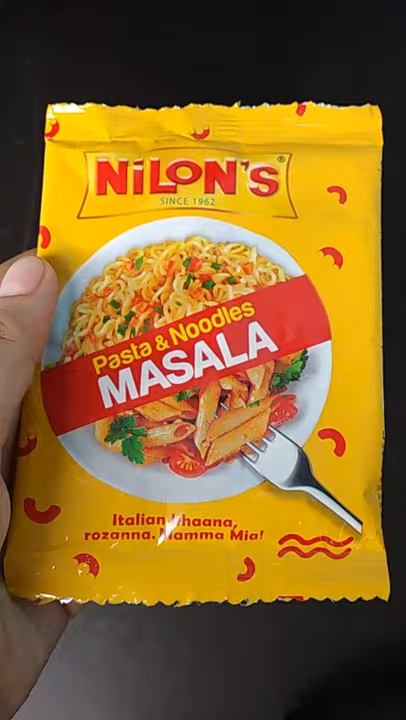 NiLON'S®
SINCE 1962
Pasta & Noodles
MASALA
Italian khaana,
rozanna. Mamma Mia!